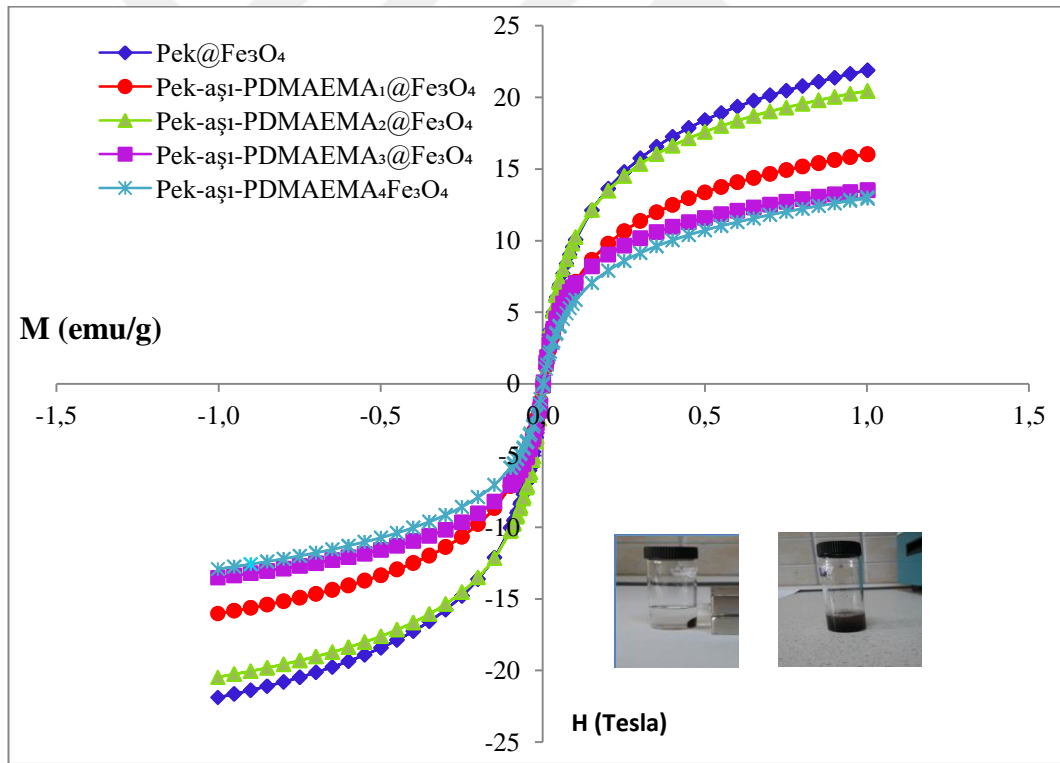 25
20
15
10
5
0
-5
-10
-15
-20
-25
Pek@Fe₃O₄
Pek-aşı-PDMAEMA₁@Fe₃O₄
Pek-aşı-PDMAEMA₂@Fe₃O₄
Pek-aşı-PDMAEMA₃@Fe₃O₄
Pek-aşı-PDMAEMA₄Fe₃O₄
M (emu/g)
-1,5 -1,0 -0,5 0,0 0,5 1,0 1,5
H (Tesla)